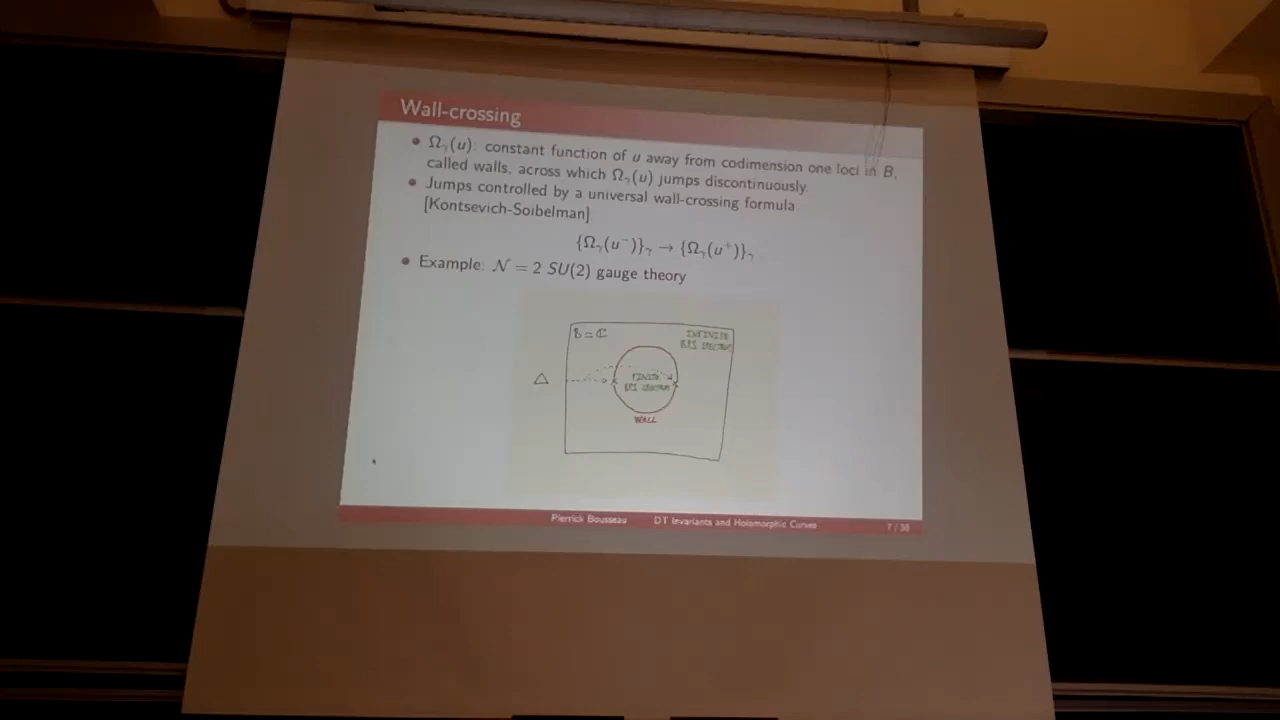 Wall-crossing
• Ωγ(u): constant function of u away from codimension one loci in B,
called walls, across which Ωγ(u) jumps discontinuously.
• Jumps controlled by a universal wall-crossing formula
[Kontsevich-Soibelman]
{Ωγ(u⁻)}γ → {Ωγ(u⁺)}γ
• Example: N = 2 SU(2) gauge theory
B = ℂ
INFINITE
BPS SPECTRUM
Δ
FINITE
BPS SPECTRUM
WALL
Pierrick Bousseau DT Invariants and Holomorphic Curves 7 / 38